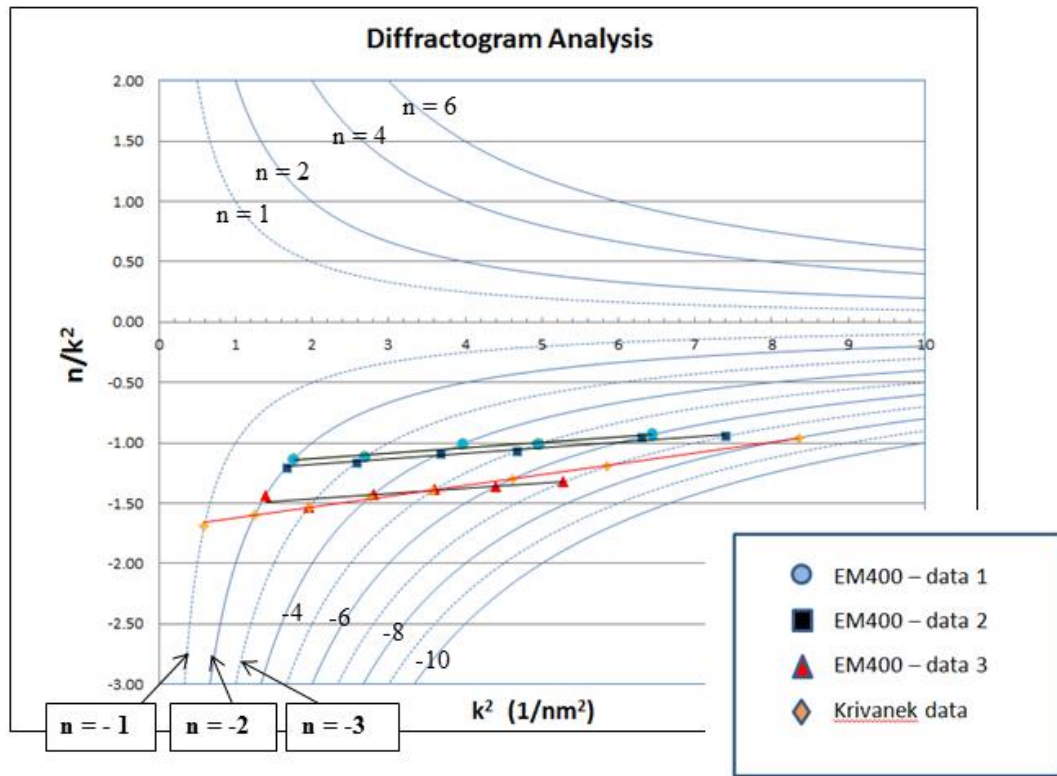 Diffractogram Analysis
2.00
1.50
1.00
0.50
0.00
-0.50
-1.00
-1.50
-2.00
-2.50
-3.00
n/k²
n = 6
n = 4
n = 2
n = 1
0 1 2 3 4 5 6 7 8 9 10
-4
-6
-8
-10
k² (1/nm²)
n = - 1
n = -2
n = -3
EM400 – data 1
EM400 – data 2
EM400 – data 3
Krivanek data